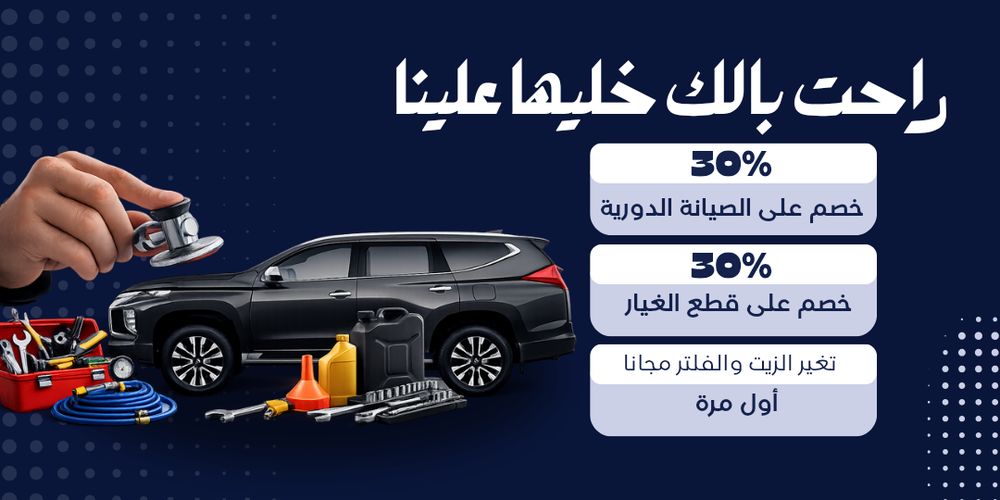 راحت بالك خليها علينا
30%
خصم على الصيانة الدورية
30%
خصم على قطع الغيار
تغير الزيت والفلتر مجانا
أول مرة